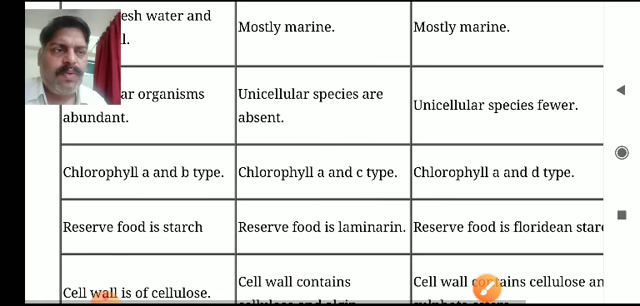 esh water and
l.
Mostly marine.
Mostly marine.
ar organisms
abundant.
Unicellular species are
absent.
Unicellular species fewer.
Chlorophyll a and b type.
Chlorophyll a and c type.
Chlorophyll a and d type.
Reserve food is starch
Reserve food is laminarin.
Reserve food is floridean star
Cell wall is of cellulose.
Cell wall contains
Cell wall contains cellulose an